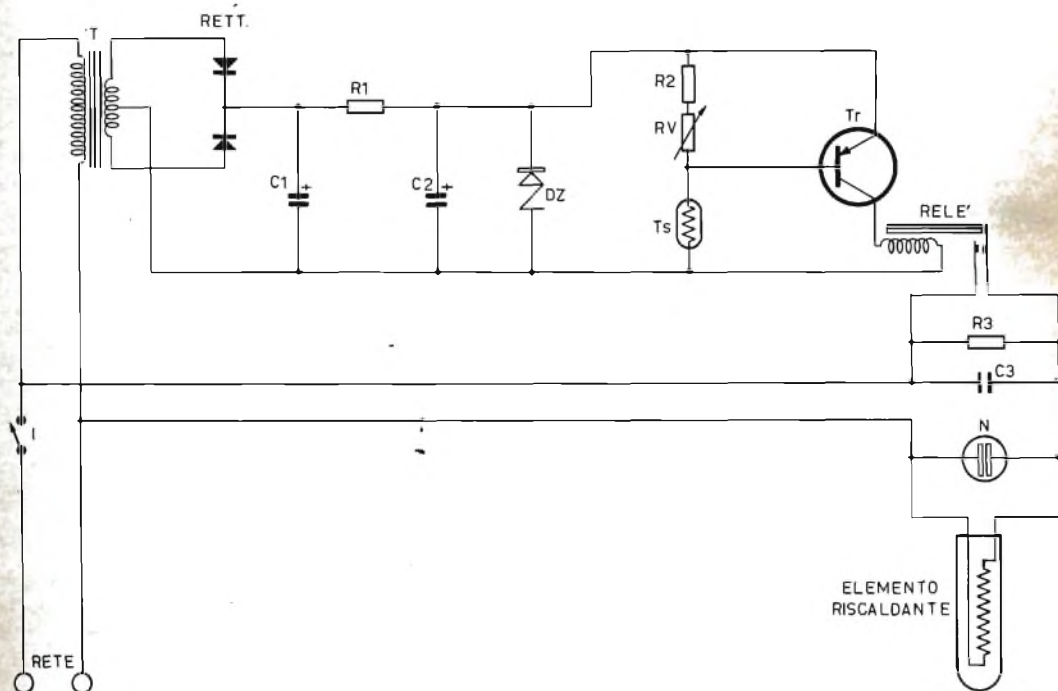 T
RETT.
R1
C1
+
C2
+
DZ
R2
RV
Ts
Tr
RELE'
R3
C3
N
I
ELEMENTO
RISCALDANTE
RETE